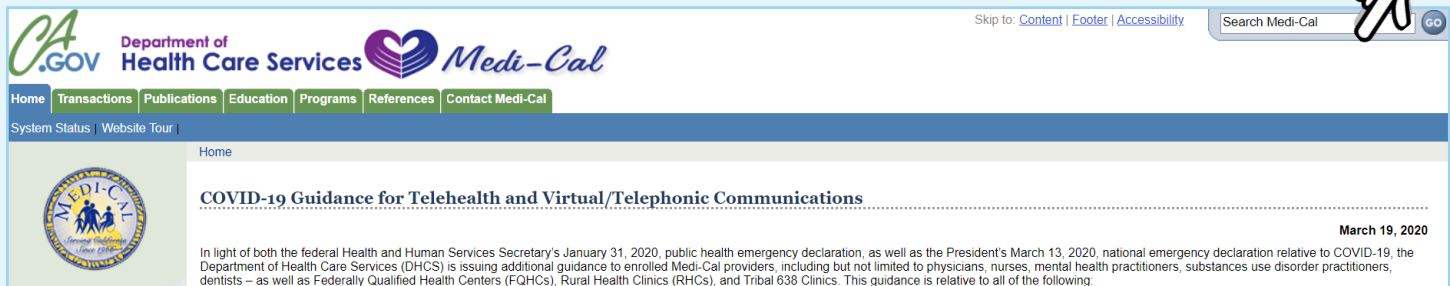 Skip to: Content | Footer | Accessibility
Search Medi-Cal
GO
CA
.GOV
Department of
Health Care Services
Medi-Cal
Home Transactions Publications Education Programs References Contact Medi-Cal
System Status | Website Tour |
Home
MEDI-CAL
Serving California
Since 1966
COVID-19 Guidance for Telehealth and Virtual/Telephonic Communications
March 19, 2020
In light of both the federal Health and Human Services Secretary's January 31, 2020, public health emergency declaration, as well as the President's March 13, 2020, national emergency declaration relative to COVID-19, the
Department of Health Care Services (DHCS) is issuing additional guidance to enrolled Medi-Cal providers, including but not limited to physicians, nurses, mental health practitioners, substances use disorder practitioners,
dentists – as well as Federally Qualified Health Centers (FQHCs), Rural Health Clinics (RHCs), and Tribal 638 Clinics. This guidance is relative to all of the following: